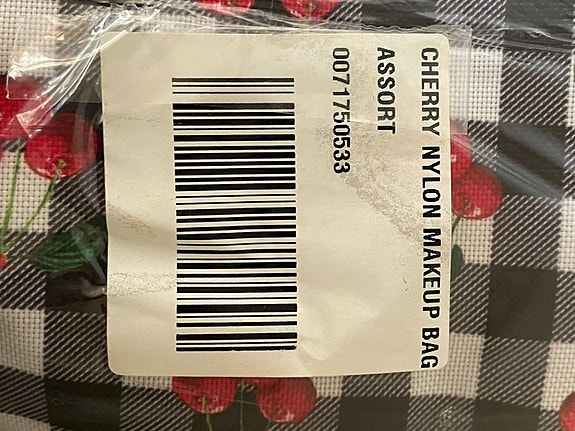 CHERRY NYLON MAKEUP BAG
ASSORT
0071750533